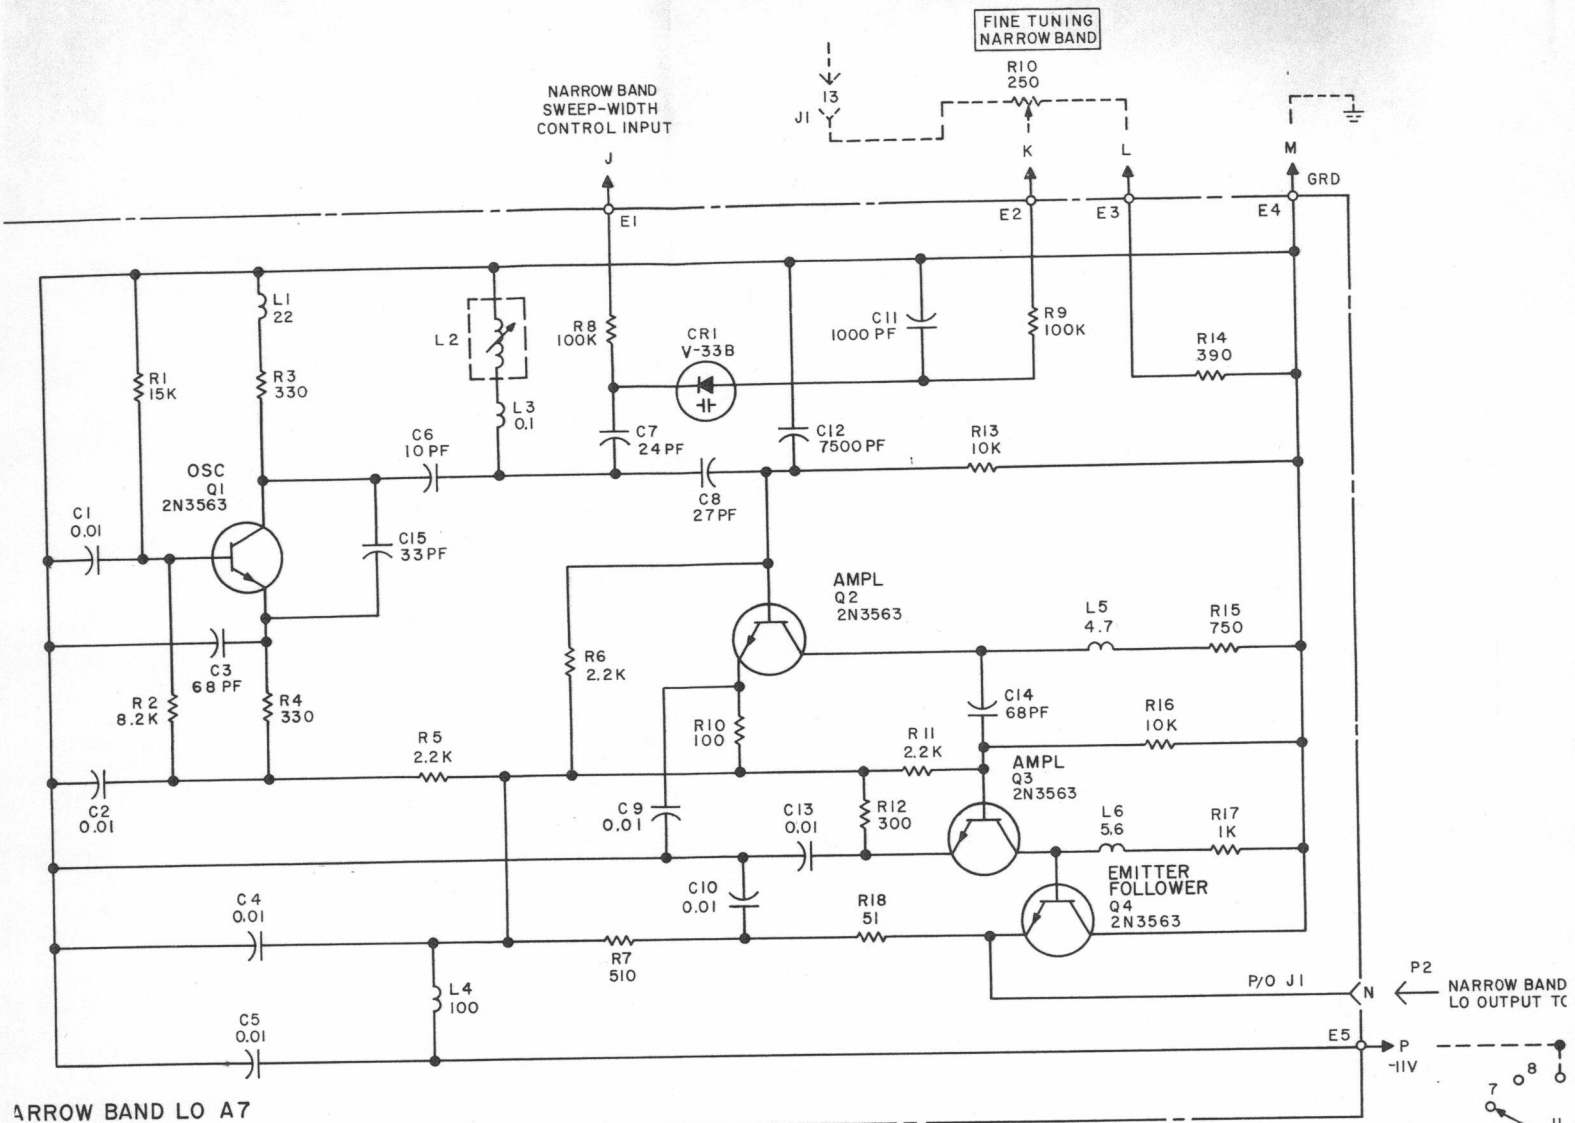 FINE TUNING
NARROW BAND
R10
250
13
J1
NARROW BAND
SWEEP-WIDTH
CONTROL INPUT
J
K
L
M
GRD
E1
E2
E3
E4
L1
22
L2
R8
100K
CR1
V-33B
C11
1000 PF
R9
100K
R14
390
R1
15K
R3
330
L3
0.1
C6
10 PF
C7
24 PF
C12
7500 PF
R13
10K
OSC
Q1
2N3563
C8
27 PF
C1
0.01
C15
33 PF
AMPL
Q2
2N3563
L5
4.7
R15
750
C3
68 PF
R6
2.2K
R2
8.2K
R4
330
R10
100
C14
68PF
R16
10K
R5
2.2K
R11
2.2K
AMPL
Q3
2N3563
C2
0.01
C9
0.01
C13
0.01
R12
300
L6
5.6
R17
1K
C10
0.01
EMITTER
FOLLOWER
Q4
2N3563
C4
0.01
R18
51
R7
510
L4
100
P/O J1
N
P2
NARROW BAND
LO OUTPUT TO
C5
0.01
E5
P
-11V
8
7
ARROW BAND LO A7